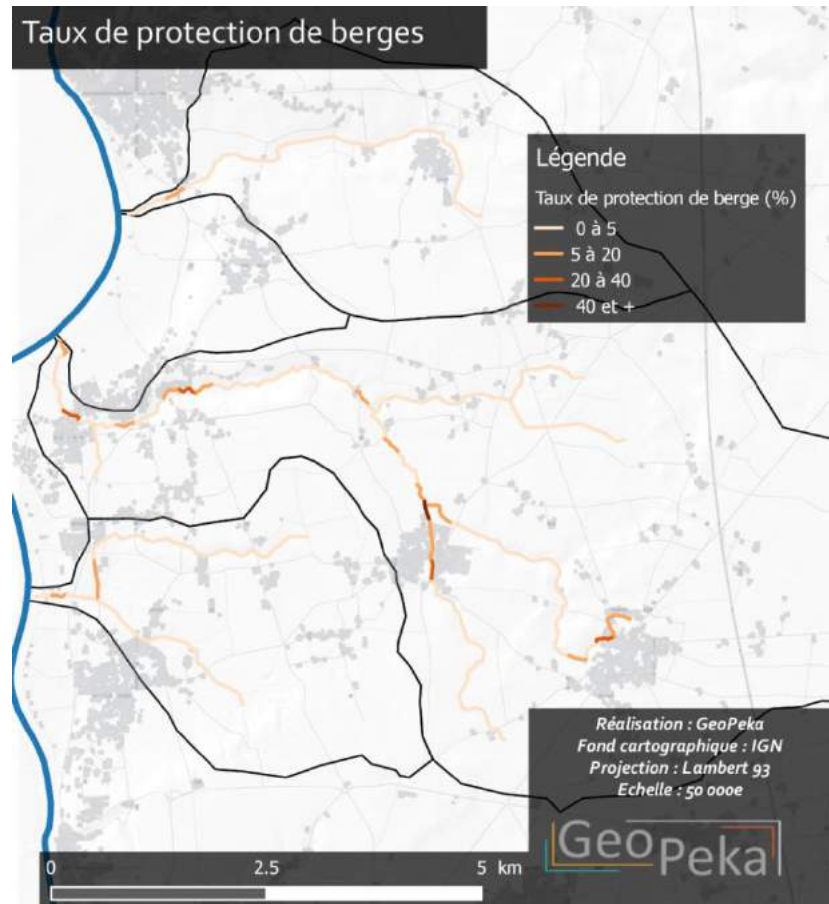 Taux de protection de berges
Légende
Taux de protection de berge (%)
0 à 5
5 à 20
20 à 40
40 et +
Réalisation : GeoPeka
Fond cartographique : IGN
Projection : Lambert 93
Echelle : 50 000e
GeoPeka
0 2.5 5 km